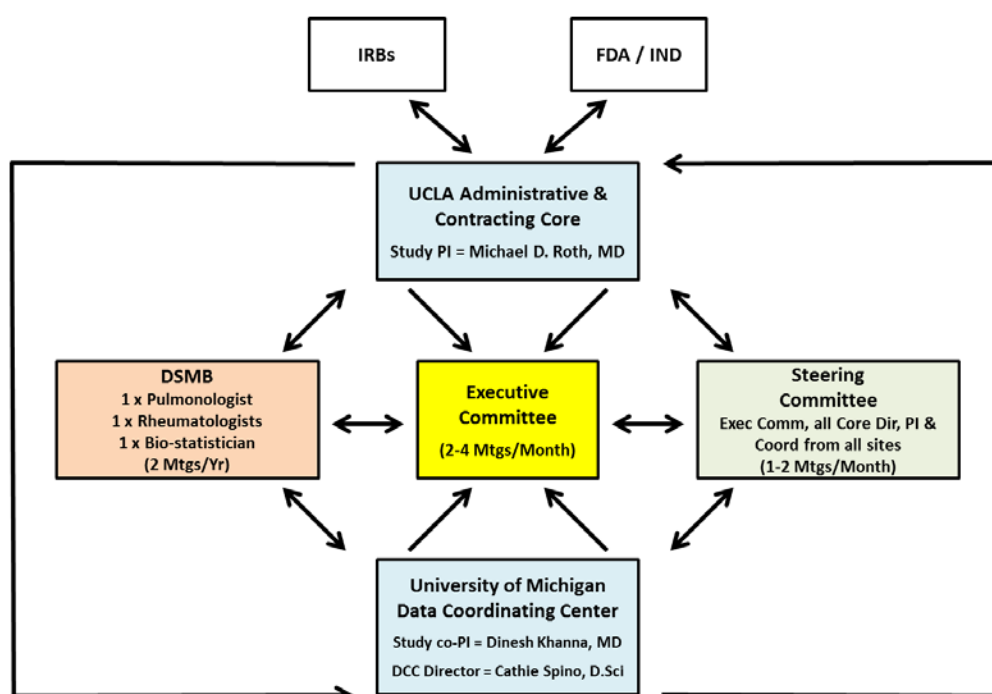 IRBs
FDA / IND
UCLA Administrative &
Contracting Core
Study PI = Michael D. Roth, MD
DSMB
1 x Pulmonologist
1 x Rheumatologists
1 x Bio-statistician
(2 Mtgs/Yr)
Executive
Committee
(2-4 Mtgs/Month)
Steering
Committee
Exec Comm, all Core Dir, PI &
Coord from all sites
(1-2 Mtgs/Month)
University of Michigan
Data Coordinating Center
Study co-PI = Dinesh Khanna, MD
DCC Director = Cathie Spino, D.Sci